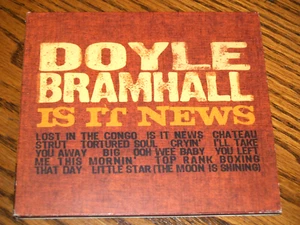 DOYLE
BRAMHALL
IS IT NEWS
LOST IN THE CONGO IS IT NEWS CHATEAU
STRUT TORTURED SOUL CRYIN' I'LL TAKE
YOU AWAY BIG OOH WEE BABY YOU LEFT
ME THIS MORNIN' TOP RANK BOXING
THAT DAY LITTLE STAR (THE MOON IS SHINING)